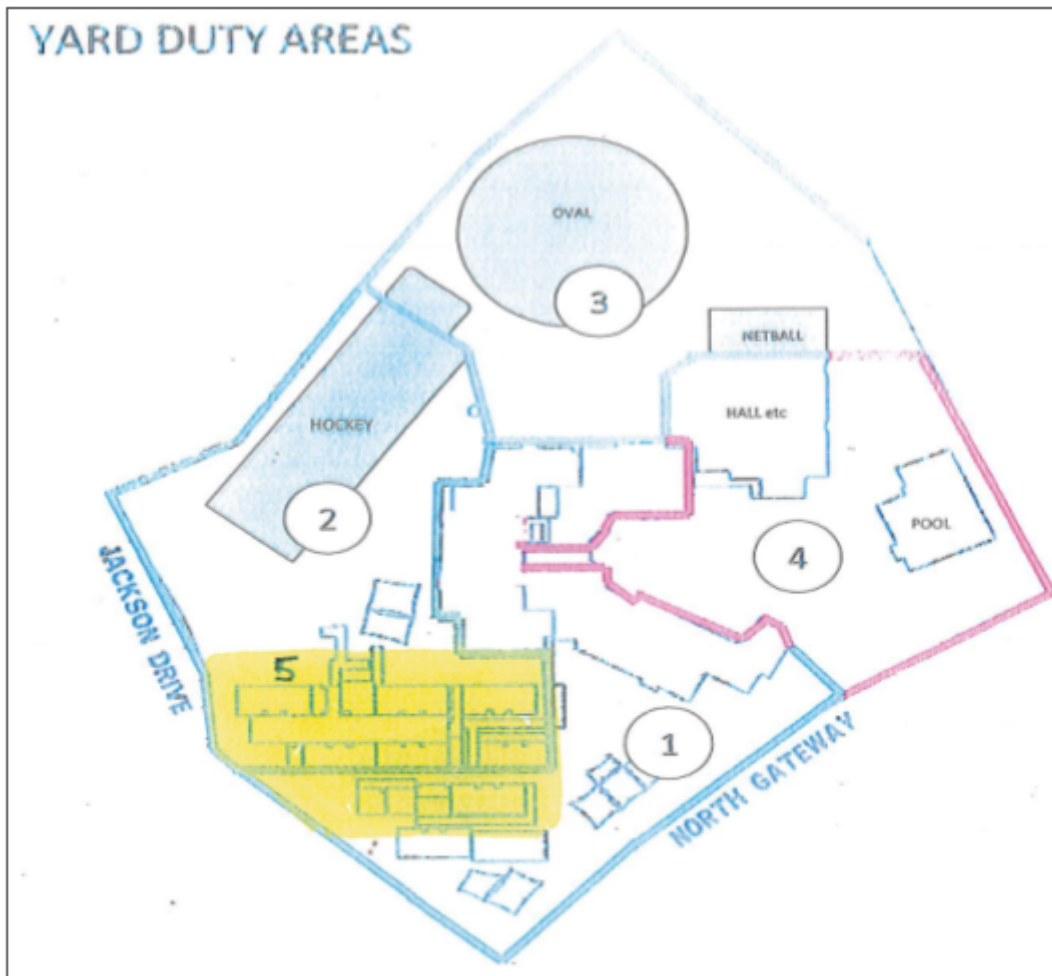 YARD DUTY AREAS
OVAL
3
NETBALL
HALL etc
HOCKEY
2
POOL
4
JACKSON DRIVE
5
1
NORTH GATEWAY